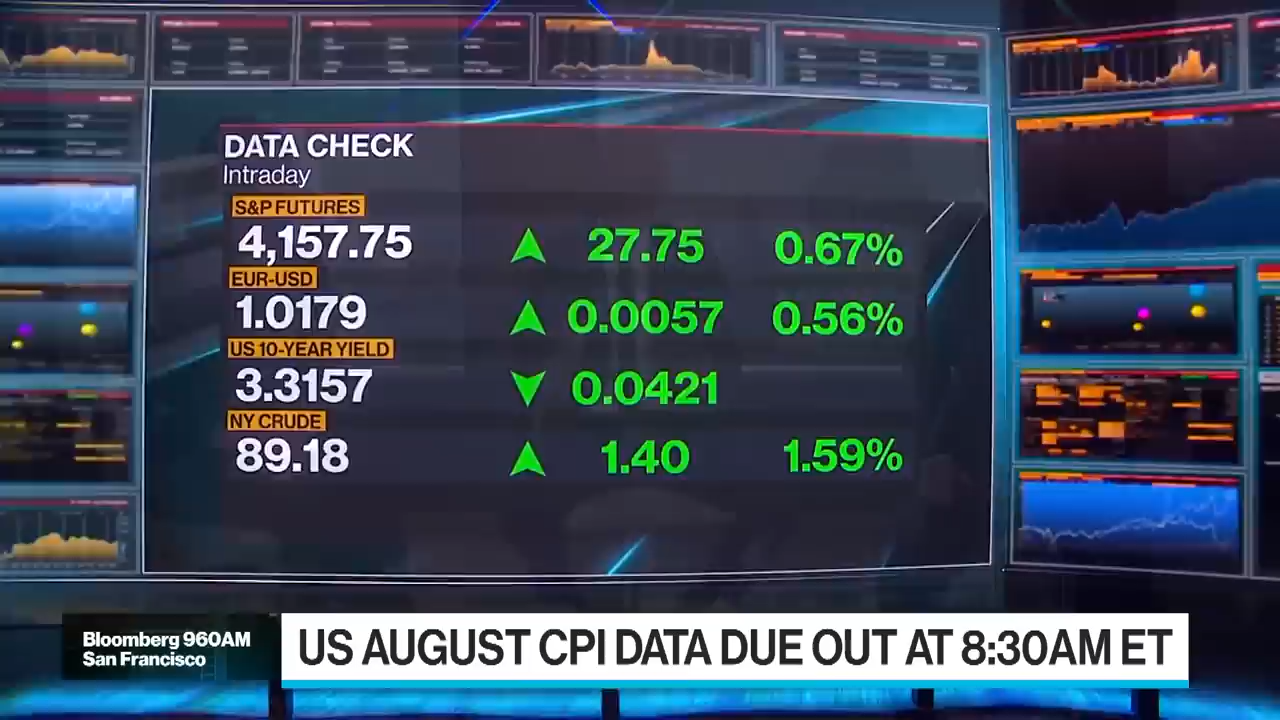 DATA CHECK
Intraday
S&P FUTURES
4,157.75 27.75 0.67%
EUR-USD
1.0179 0.0057 0.56%
US 10-YEAR YIELD
3.3157 0.0421
NY CRUDE
89.18 1.40 1.59%
Bloomberg 960AM
San Francisco
US AUGUST CPI DATA DUE OUT AT 8:30AM ET